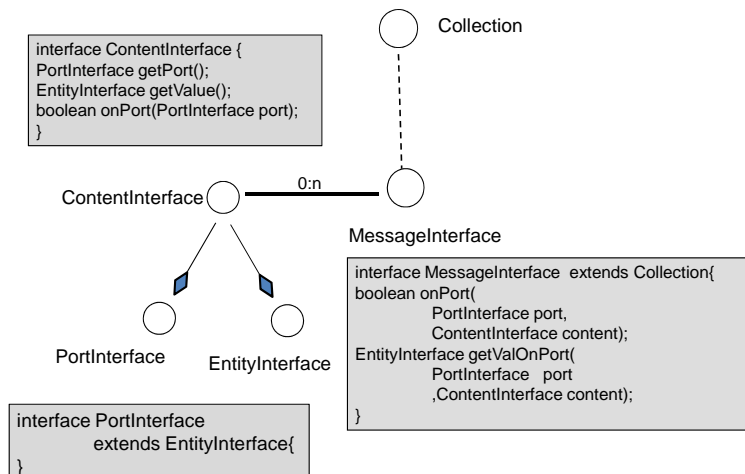 Collection
interface ContentInterface {
PortInterface getPort();
EntityInterface getValue();
boolean onPort(PortInterface port);
}
ContentInterface
0:n
MessageInterface
interface MessageInterface extends Collection{
boolean onPort(
PortInterface port,
ContentInterface content);
EntityInterface getValOnPort(
PortInterface port
,ContentInterface content);
}
PortInterface
EntityInterface
interface PortInterface
extends EntityInterface{
}